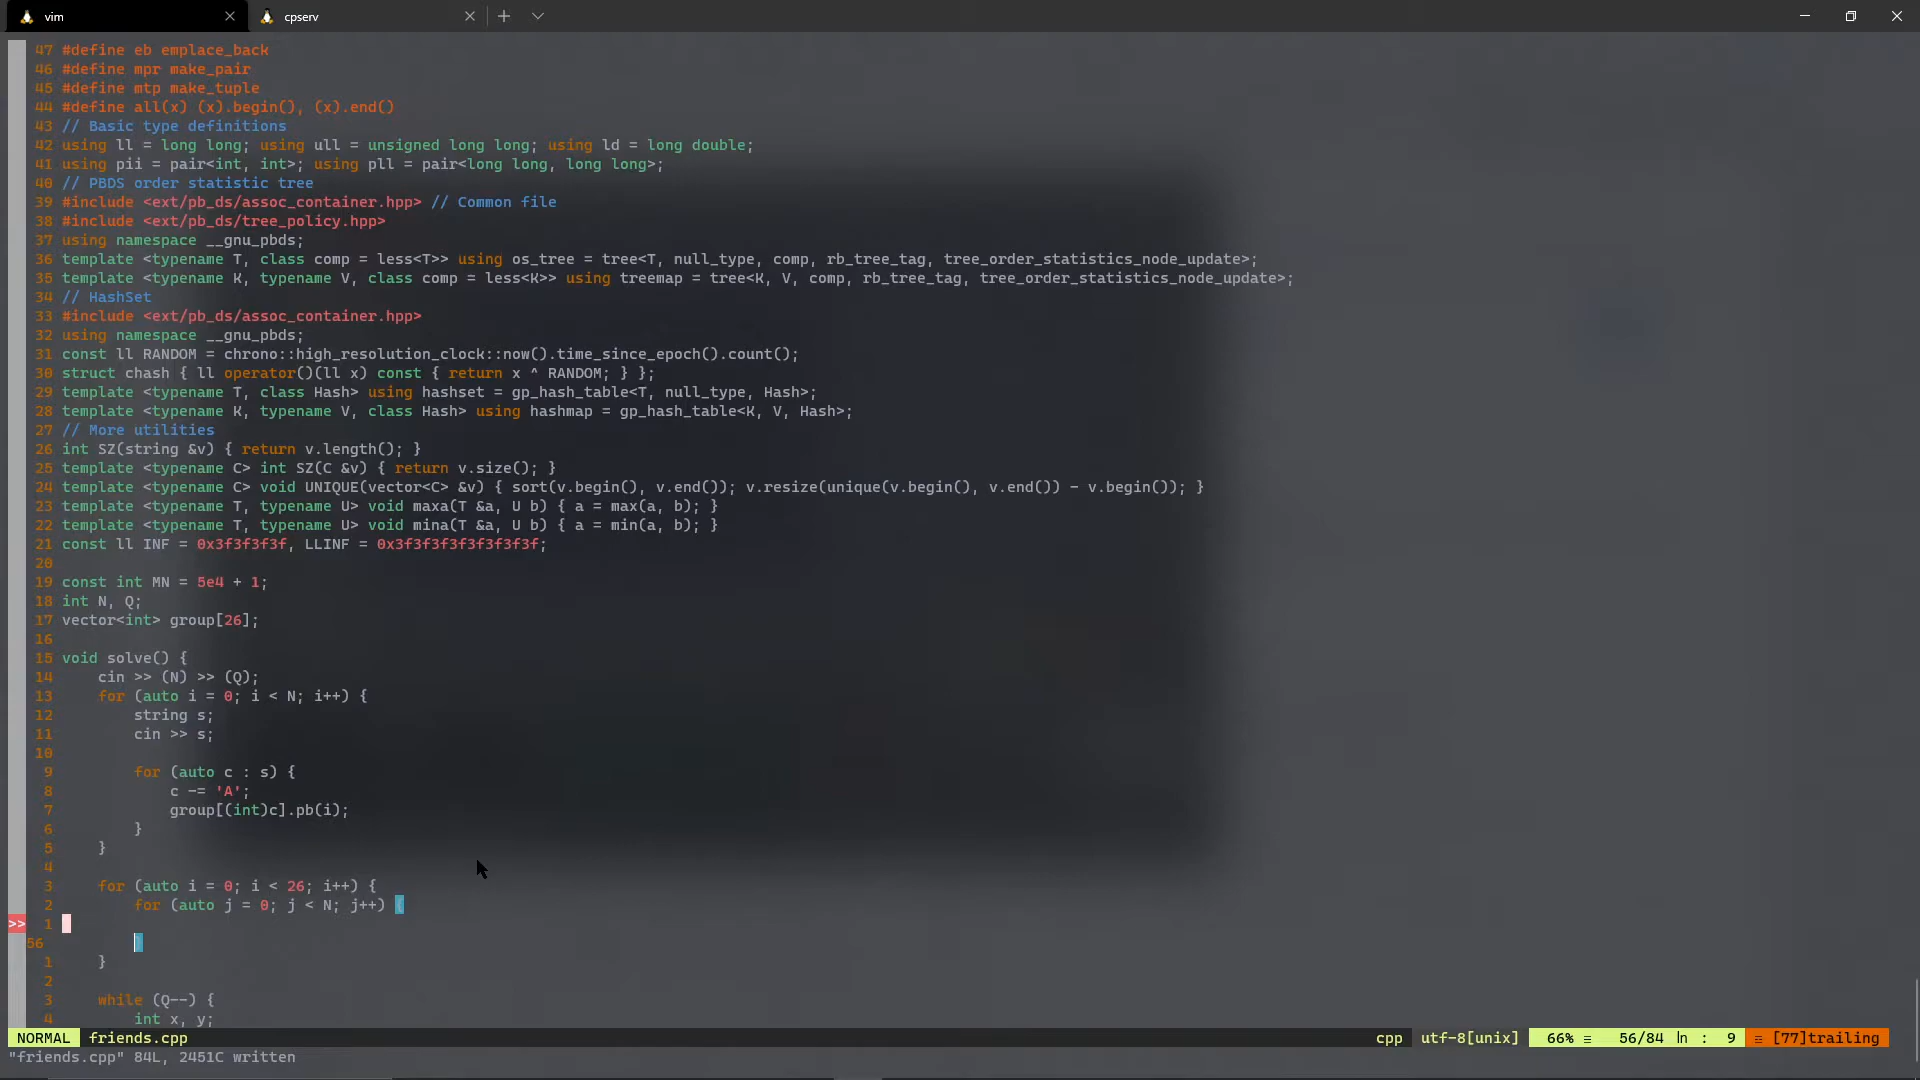 vim
cpserv
47 #define eb emplace_back
46 #define mpr make_pair
45 #define mtp make_tuple
44 #define all(x) (x).begin(), (x).end()
43 // Basic type definitions
42 using ll = long long; using ull = unsigned long long; using ld = long double;
41 using pii = pair<int, int>; using pll = pair<long long, long long>;
40 // PBDS order statistic tree
39 #include <ext/pb_ds/assoc_container.hpp> // Common file
38 #include <ext/pb_ds/tree_policy.hpp>
37 using namespace __gnu_pbds;
36 template <typename T, class comp = less<T>> using os_tree = tree<T, null_type, comp, rb_tree_tag, tree_order_statistics_node_update>;
35 template <typename K, typename V, class comp = less<K>> using treemap = tree<K, V, comp, rb_tree_tag, tree_order_statistics_node_update>;
34 // HashSet
33 #include <ext/pb_ds/assoc_container.hpp>
32 using namespace __gnu_pbds;
31 const ll RANDOM = chrono::high_resolution_clock::now().time_since_epoch().count();
30 struct chash { ll operator()(ll x) const { return x ^ RANDOM; } };
29 template <typename T, class Hash> using hashset = gp_hash_table<T, null_type, Hash>;
28 template <typename K, typename V, class Hash> using hashmap = gp_hash_table<K, V, Hash>;
27 // More utilities
26 int SZ(string &v) { return v.length(); }
25 template <typename C> int SZ(C &v) { return v.size(); }
24 template <typename C> void UNIQUE(vector<C> &v) { sort(v.begin(), v.end()); v.resize(unique(v.begin(), v.end()) - v.begin()); }
23 template <typename T, typename U> void maxa(T &a, U b) { a = max(a, b); }
22 template <typename T, typename U> void mina(T &a, U b) { a = min(a, b); }
21 const ll INF = 0x3f3f3f3f, LLINF = 0x3f3f3f3f3f3f3f3f;
20
19 const int MN = 5e4 + 1;
18 int N, Q;
17 vector<int> group[26];
16
15 void solve() {
14     cin >> (N) >> (Q);
13     for (auto i = 0; i < N; i++) {
12         string s;
11         cin >> s;
10
9         for (auto c : s) {
8             c -= 'A';
7             group[(int)c].pb(i);
6         }
5     }
4
3     for (auto i = 0; i < 26; i++) {
2         for (auto j = 0; j < N; j++) {
>> 1
56         }
1     }
2
3     while (Q--) {
4         int x, y;
NORMAL friends.cpp cpp utf-8[unix] 66% ≡ 56/84 ln : 9 ≡ [77]trailing
"friends.cpp" 84L, 2451C written